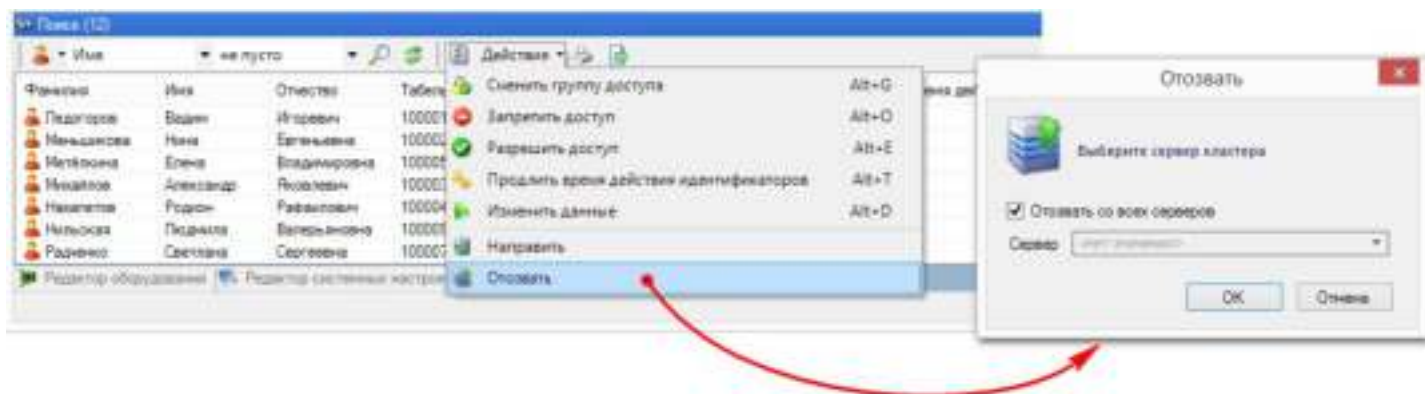 Поиск (12)
Имя не пусто Действия
Фамилия Имя Отчество
Вадим Игоревич
Меньшикова Нина Евгеньевна
Метёлкина Елена Владимировна
Михайлов Александр Яковлевич
Родион Рафаилович
Нильская Людмила Валерьяновна
Радченко Светлана Сергеевна
Редактор оборудования Редактор системных
Сменить группу доступа Alt+G
Запретить доступ Alt+O
Разрешить доступ Alt+E
Продлить время действия идентификаторов Alt+T
Изменить данные Alt+D
Направить
Отозвать
Отозвать
Выберите сервер кластера
Отозвать со всех серверов
Сервер
OK Отмена